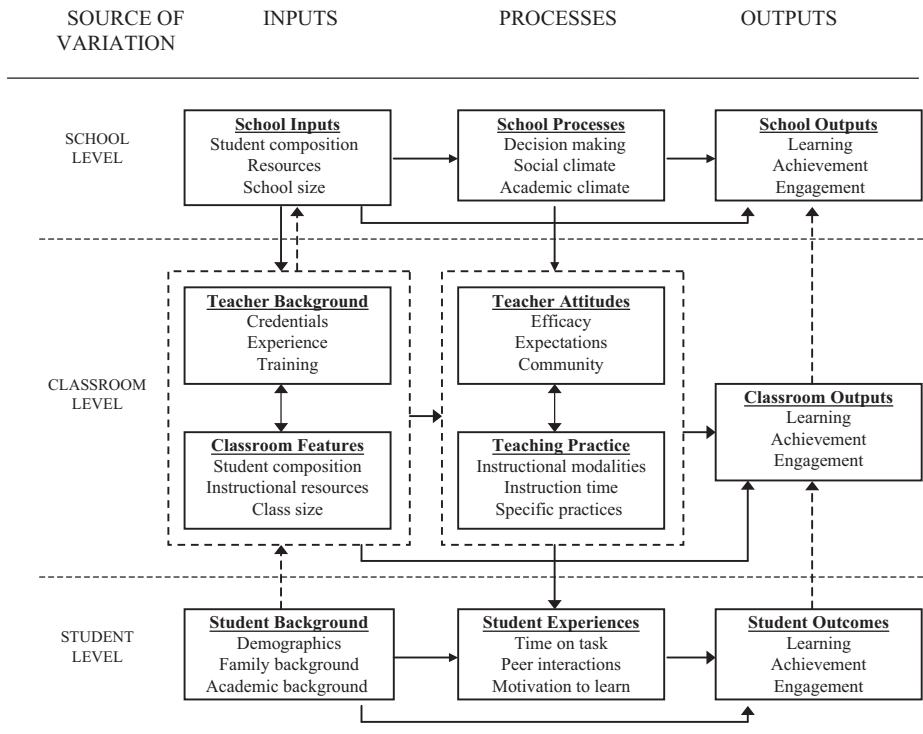 SOURCE OF
VARIATION
INPUTS
PROCESSES
OUTPUTS
SCHOOL
LEVEL
School Inputs
Student composition
Resources
School size
School Processes
Decision making
Social climate
Academic climate
School Outputs
Learning
Achievement
Engagement
CLASSROOM
LEVEL
Teacher Background
Credentials
Experience
Training
Classroom Features
Student composition
Instructional resources
Class size
Teacher Attitudes
Efficacy
Expectations
Community
Teaching Practice
Instructional modalities
Instruction time
Specific practices
Classroom Outputs
Learning
Achievement
Engagement
STUDENT
LEVEL
Student Background
Demographics
Family background
Academic background
Student Experiences
Time on task
Peer interactions
Motivation to learn
Student Outcomes
Learning
Achievement
Engagement